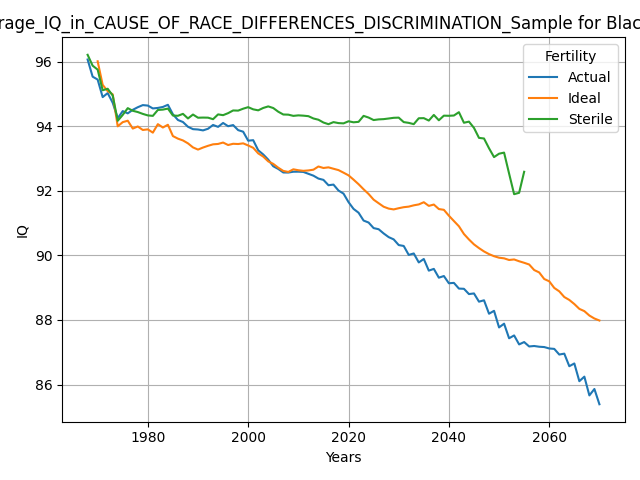 rage_IQ_in_CAUSE_OF_RACE_DIFFERENCES_DISCRIMINATION_Sample for Blac
Fertility
Actual
Ideal
Sterile
96
94
92
90
88
86
IQ
1980 2000 2020 2040 2060
Years